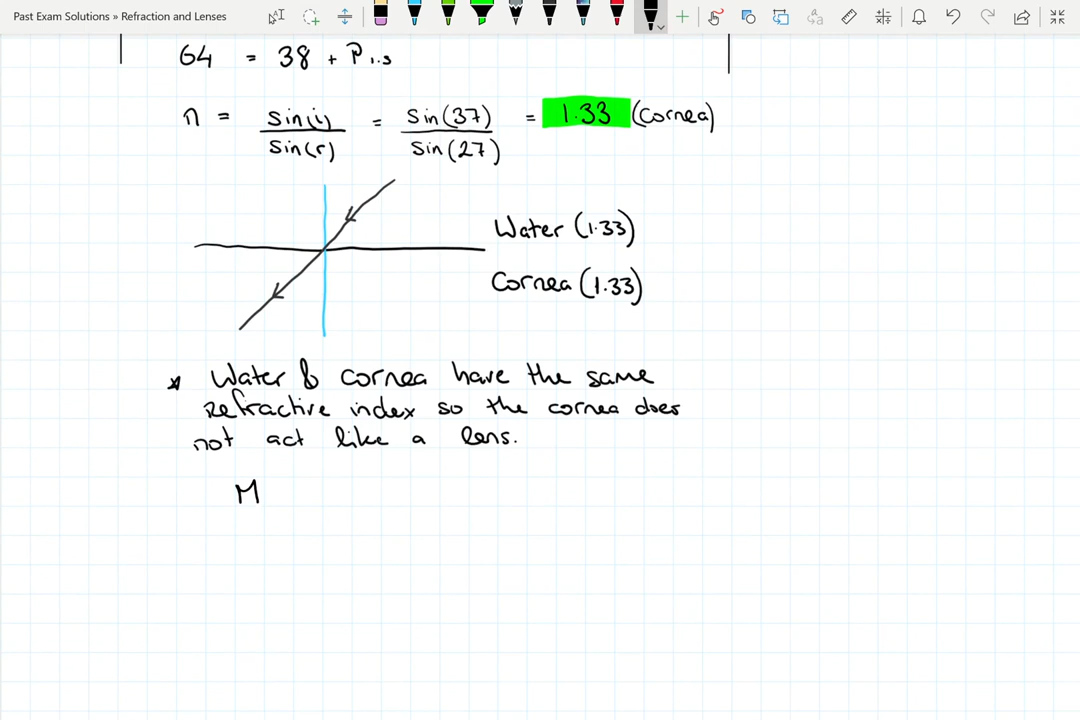 Past Exam Solutions » Refraction and Lenses
64 = 38 + P i.s
n = sin(i) / sin(r) = sin(37) / sin(27) = 1.33 (cornea)
Water (1.33)
Cornea (1.33)
* Water & cornea have the same
Refractive index so the cornea does
not act like a lens.
M